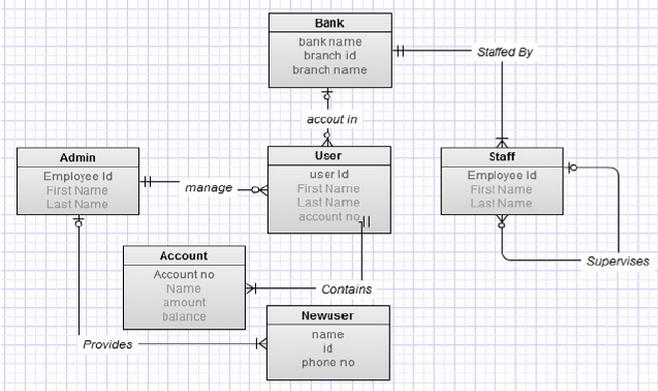 Bank
bank name
branch id
branch name
Staffed By
accout in
Admin
Employee Id
First Name
Last Name
manage
User
user Id
First Name
Last Name
account no
Staff
Employee Id
First Name
Last Name
Supervises
Account
Account no
Name
amount
balance
Contains
Newuser
name
id
phone no
Provides